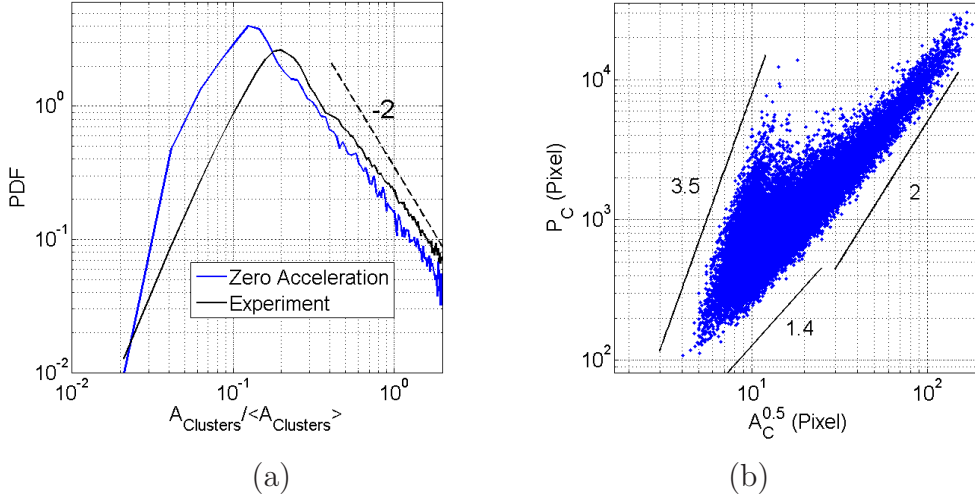 10^0
10^-1
10^-2
PDF
-2
Zero Acceleration
Experiment
10^-2
10^-1
10^0
A_Clusters/<A_Clusters>
(a)
10^4
10^3
10^2
P_C (Pixel)
3.5
2
1.4
10^1
10^2
A_C^0.5 (Pixel)
(b)